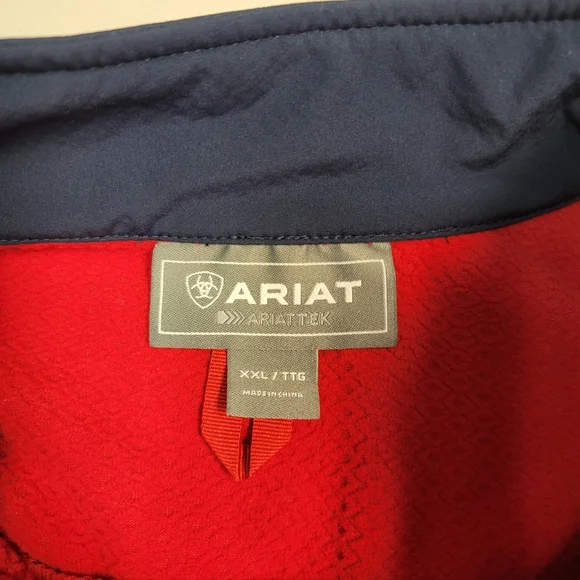 ARIAT
ARIATTEK
XXL / TTG
MADE IN CHINA